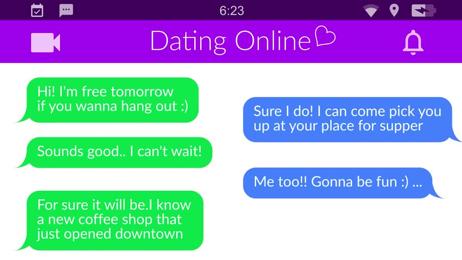 6:23
Dating Online
Hi! I'm free tomorrow
if you wanna hang out :)
Sure I do! I can come pick you
up at your place for supper
Sounds good.. I can't wait!
Me too!! Gonna be fun :) ...
For sure it will be.I know
a new coffee shop that
just opened downtown